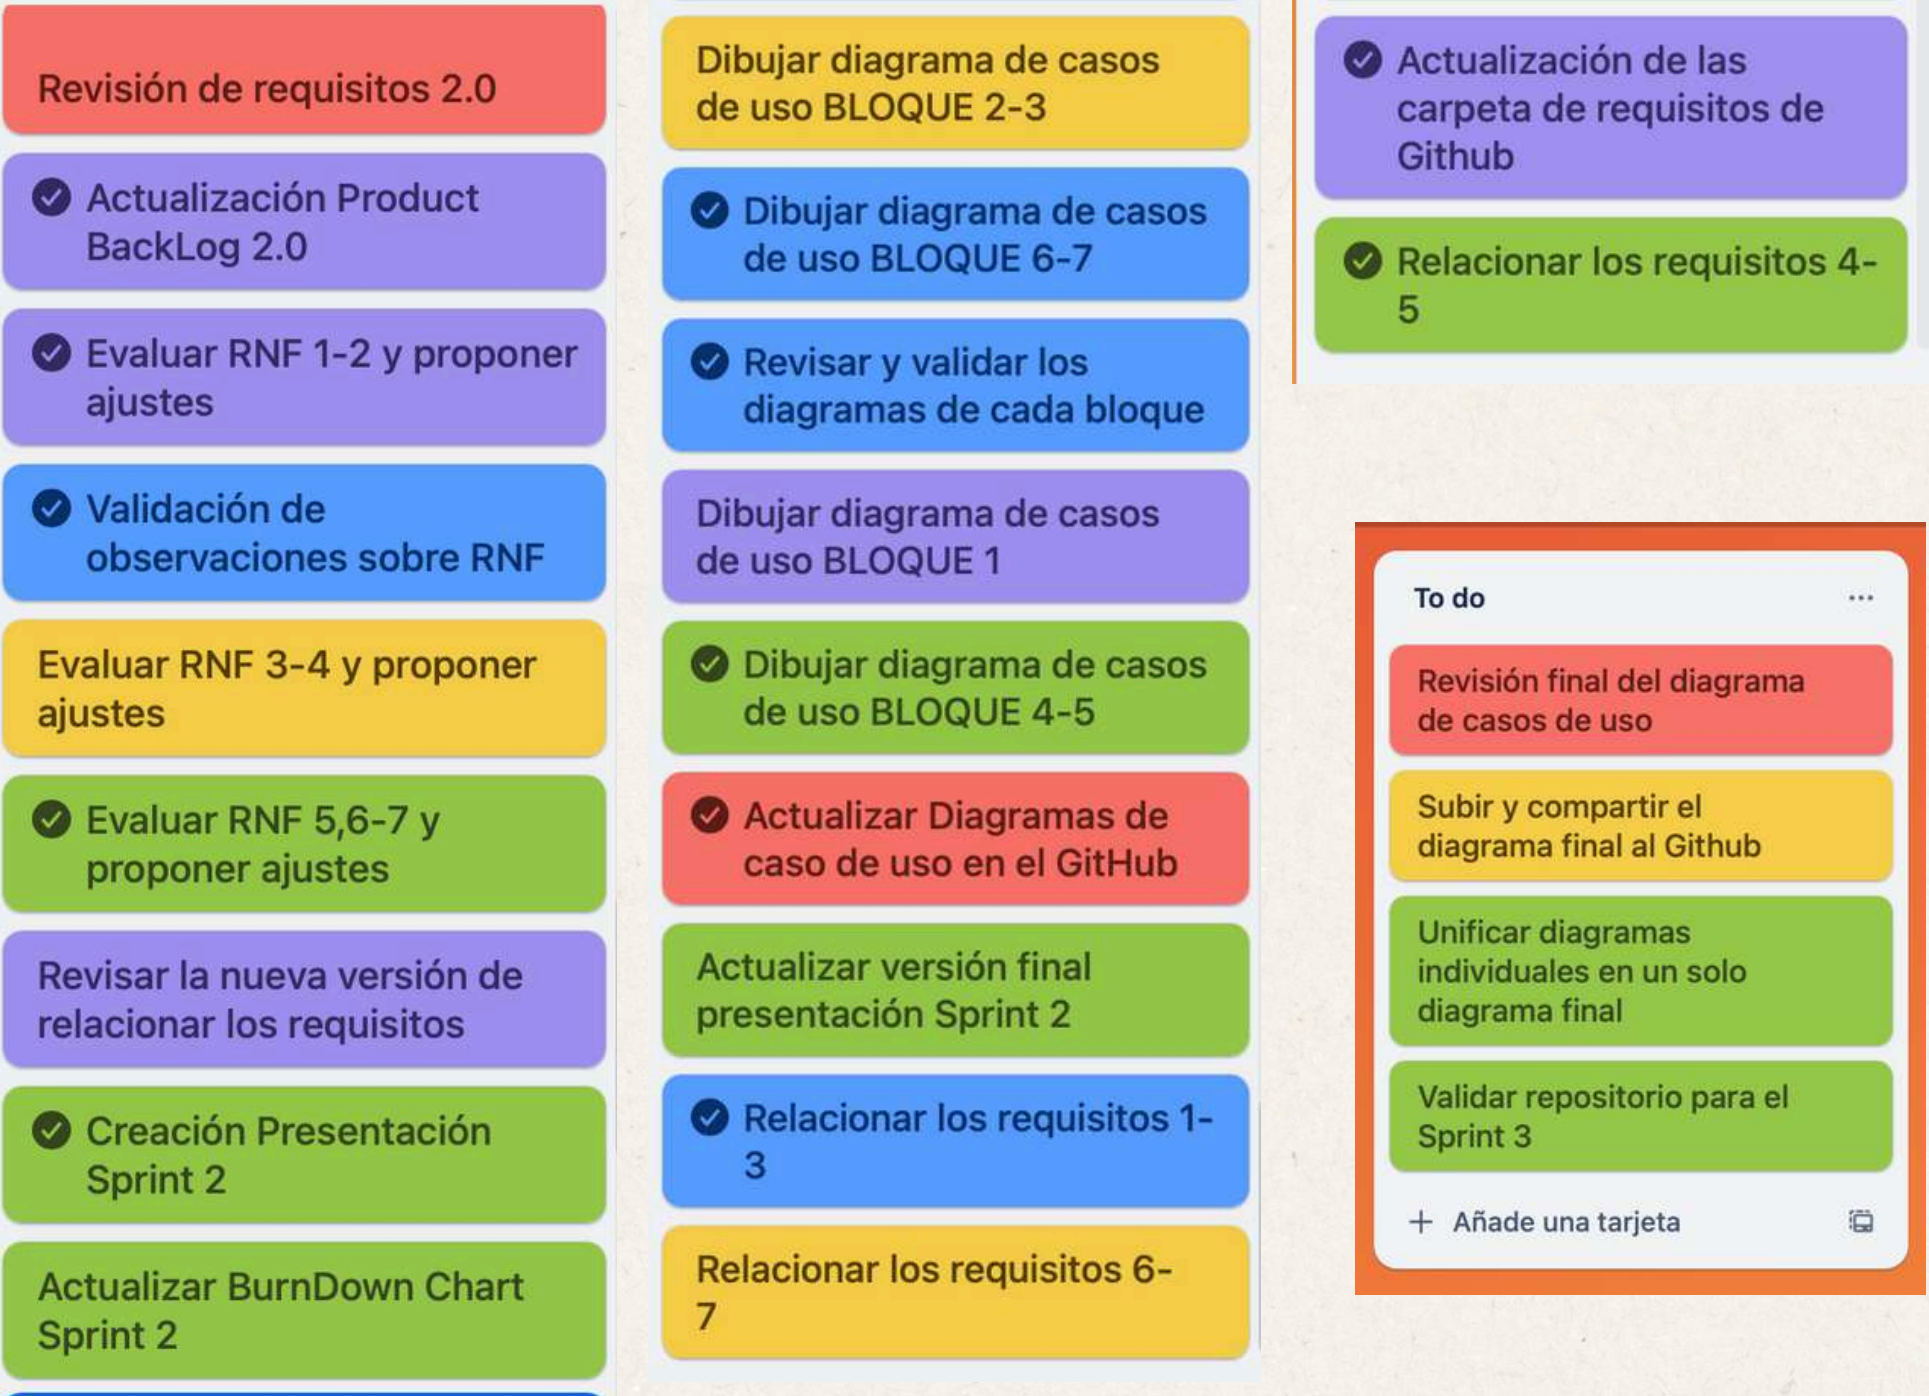 Revisión de requisitos 2.0
Actualización Product
BackLog 2.0
Evaluar RNF 1-2 y proponer
ajustes
Validación de
observaciones sobre RNF
Evaluar RNF 3-4 y proponer
ajustes
Evaluar RNF 5,6-7 y
proponer ajustes
Revisar la nueva versión de
relacionar los requisitos
Creación Presentación
Sprint 2
Actualizar BurnDown Chart
Sprint 2
Dibujar diagrama de casos
de uso BLOQUE 2-3
Dibujar diagrama de casos
de uso BLOQUE 6-7
Revisar y validar los
diagramas de cada bloque
Dibujar diagrama de casos
de uso BLOQUE 1
Dibujar diagrama de casos
de uso BLOQUE 4-5
Actualizar Diagramas de
caso de uso en el GitHub
Actualizar versión final
presentación Sprint 2
Relacionar los requisitos 1-
3
Relacionar los requisitos 6-
7
Actualización de las
carpeta de requisitos de
Github
Relacionar los requisitos 4-
5
To do
Revisión final del diagrama
de casos de uso
Subir y compartir el
diagrama final al Github
Unificar diagramas
individuales en un solo
diagrama final
Validar repositorio para el
Sprint 3
+ Añade una tarjeta